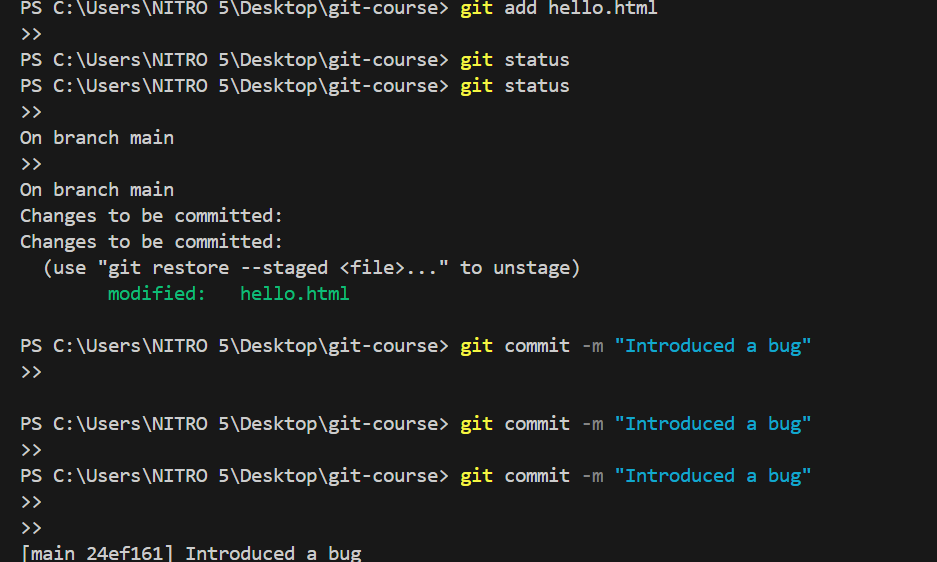 PS C:\Users\NITRO 5\Desktop\git-course> git add hello.html
>>
PS C:\Users\NITRO 5\Desktop\git-course> git status
PS C:\Users\NITRO 5\Desktop\git-course> git status
>>
On branch main
>>
On branch main
Changes to be committed:
Changes to be committed:
  (use "git restore --staged <file>..." to unstage)
        modified:   hello.html

PS C:\Users\NITRO 5\Desktop\git-course> git commit -m "Introduced a bug"
>>

PS C:\Users\NITRO 5\Desktop\git-course> git commit -m "Introduced a bug"
>>
PS C:\Users\NITRO 5\Desktop\git-course> git commit -m "Introduced a bug"
>>
>>
[main 24ef161] Introduced a bug